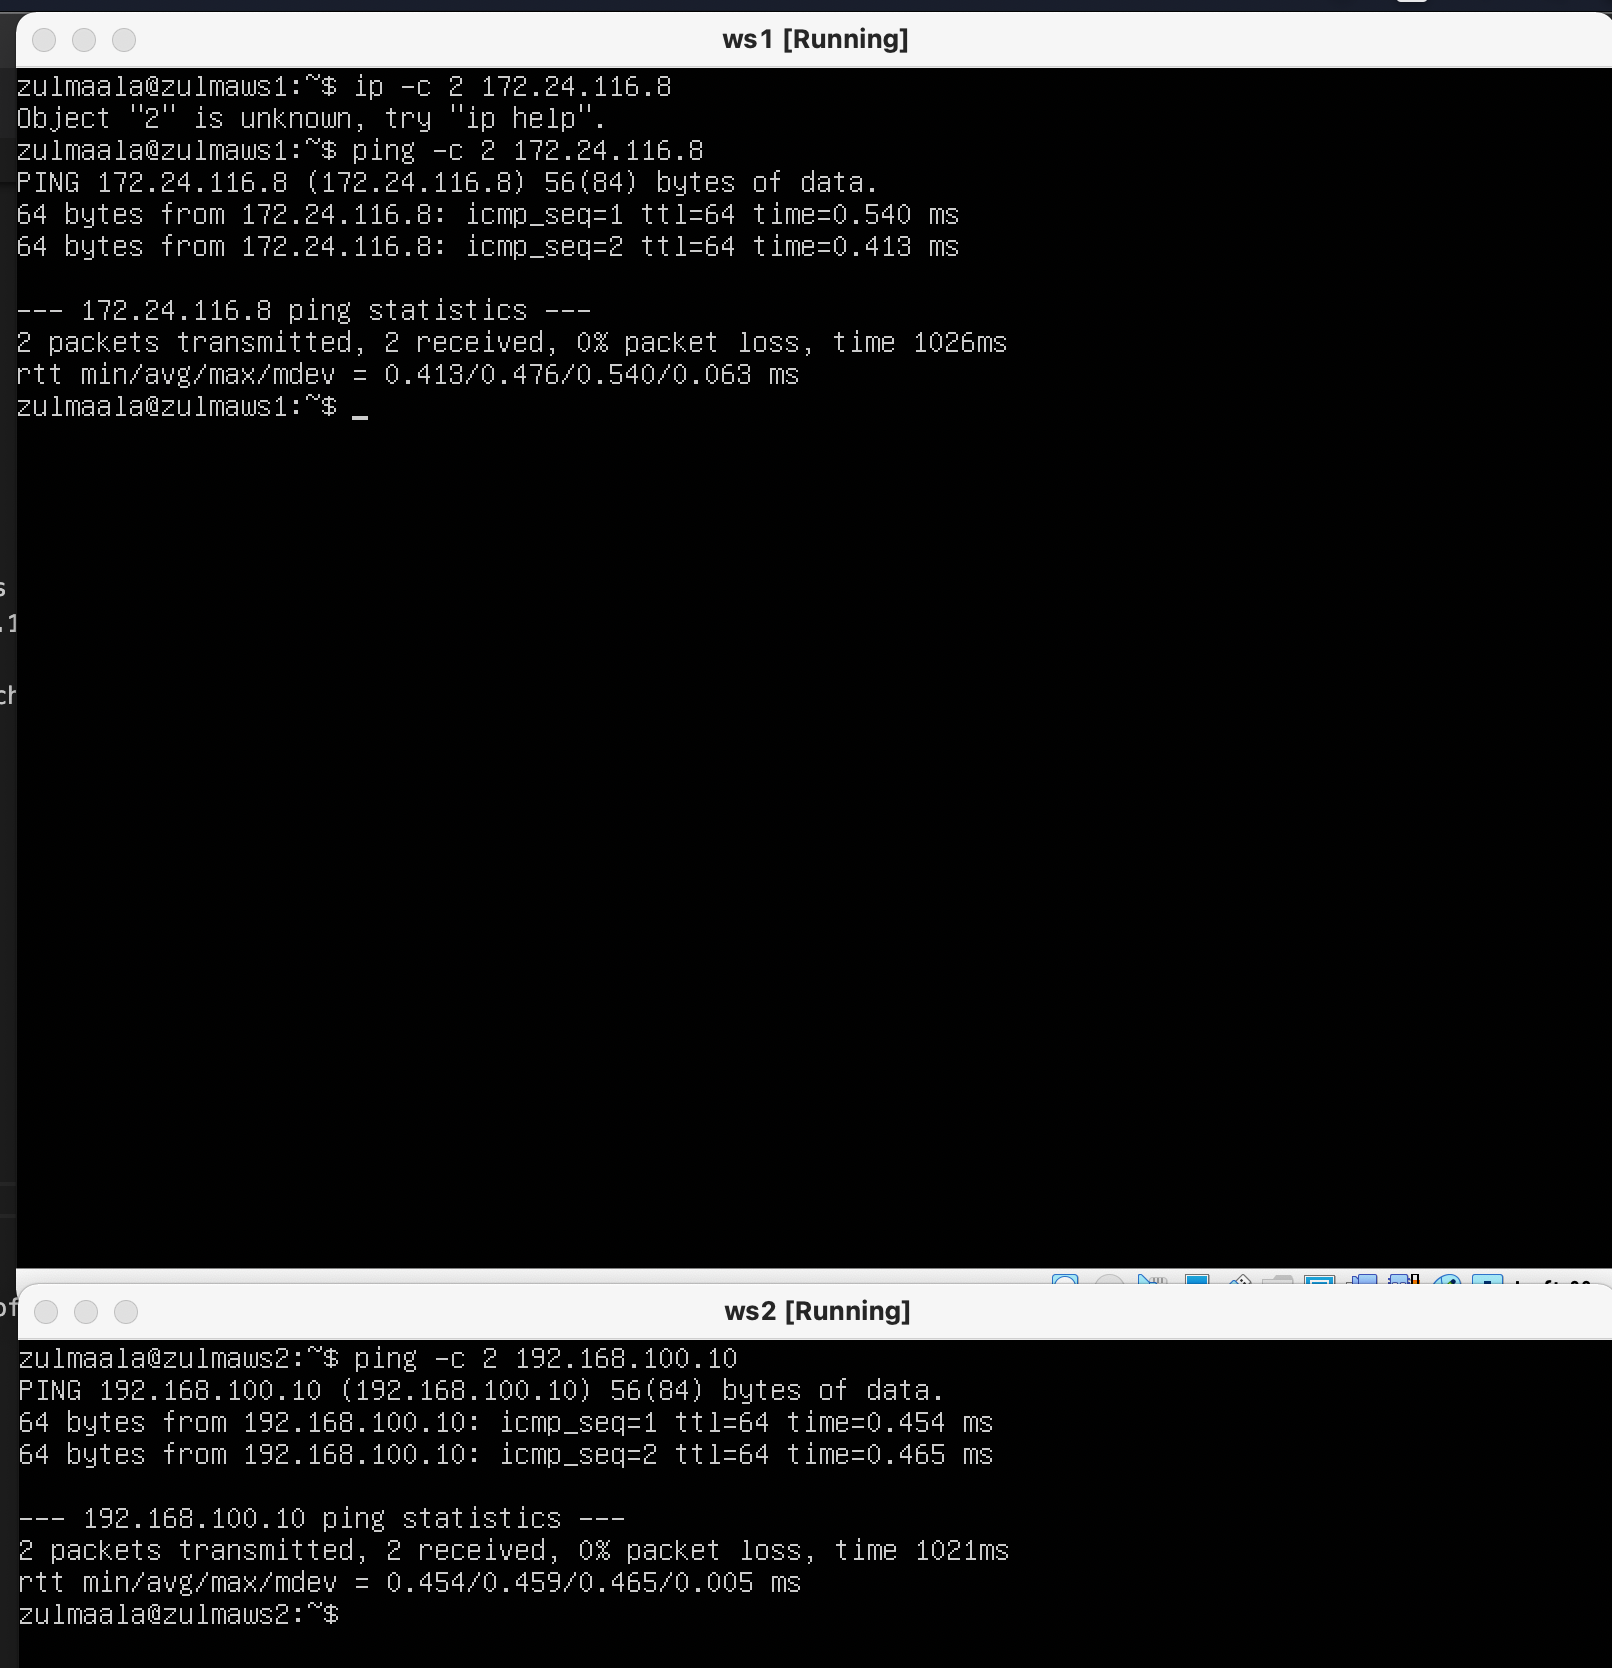 ws1 [Running]
zulmaala@zulmaws1:~$ ip -c 2 172.24.116.8
Object "2" is unknown, try "ip help".
zulmaala@zulmaws1:~$ ping -c 2 172.24.116.8
PING 172.24.116.8 (172.24.116.8) 56(84) bytes of data.
64 bytes from 172.24.116.8: icmp_seq=1 ttl=64 time=0.540 ms
64 bytes from 172.24.116.8: icmp_seq=2 ttl=64 time=0.413 ms
--- 172.24.116.8 ping statistics ---
2 packets transmitted, 2 received, 0% packet loss, time 1026ms
rtt min/avg/max/mdev = 0.413/0.476/0.540/0.063 ms
zulmaala@zulmaws1:~$ _
ws2 [Running]
zulmaala@zulmaws2:~$ ping -c 2 192.168.100.10
PING 192.168.100.10 (192.168.100.10) 56(84) bytes of data.
64 bytes from 192.168.100.10: icmp_seq=1 ttl=64 time=0.454 ms
64 bytes from 192.168.100.10: icmp_seq=2 ttl=64 time=0.465 ms
--- 192.168.100.10 ping statistics ---
2 packets transmitted, 2 received, 0% packet loss, time 1021ms
rtt min/avg/max/mdev = 0.454/0.459/0.465/0.005 ms
zulmaala@zulmaws2:~$